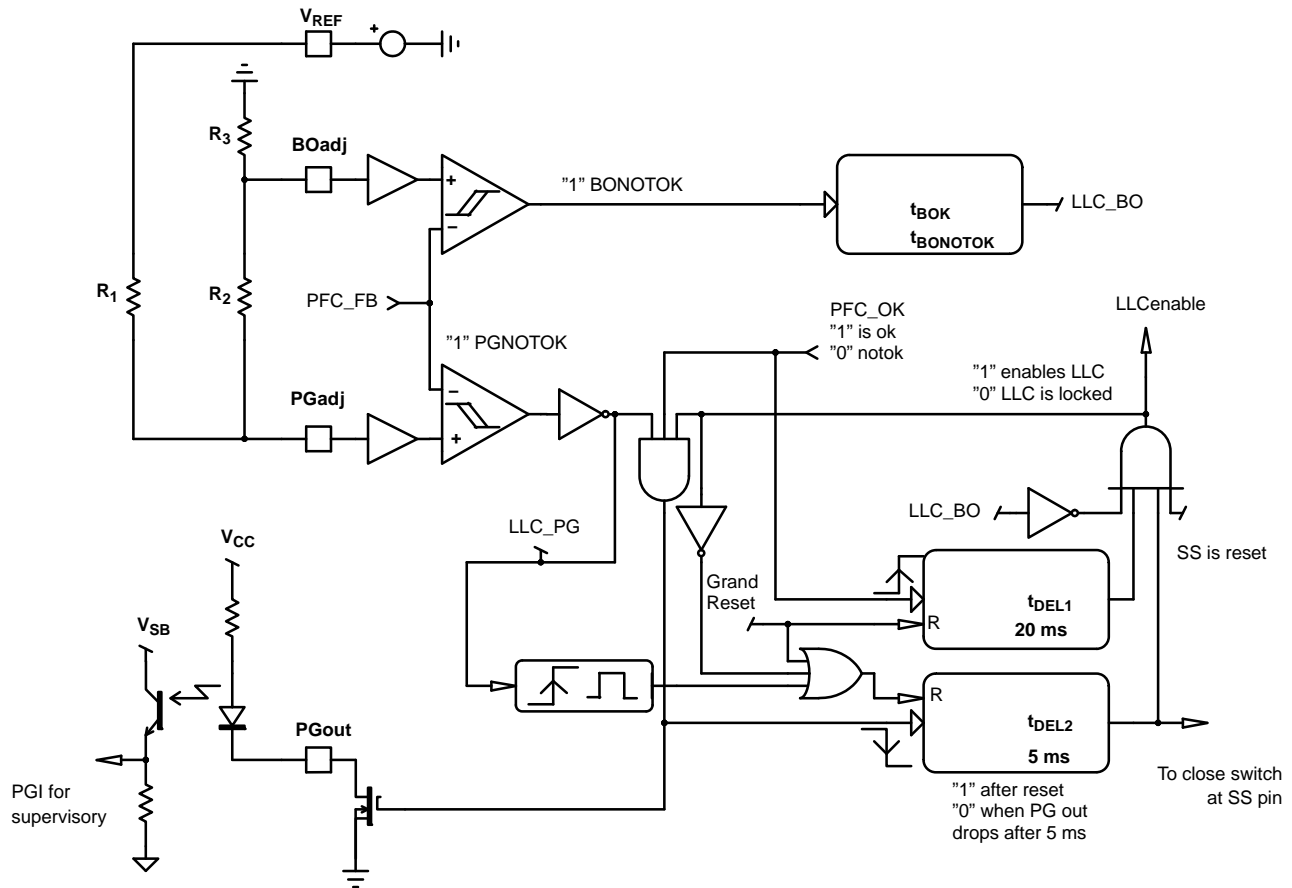 VREF
+
R3
BOadj
+
−
"1" BONOTOK
tBOK
tBONOTOK
LLC_BO
R1
R2
PFC_FB
PFC_OK
"1" is ok
"0" notok
LLCenable
"1" PGNOTOK
"1" enables LLC
"0" LLC is locked
PGadj
−
+
LLC_BO
LLC_PG
SS is reset
VCC
Grand
Reset
tDEL1
20 ms
R
VSB
R
tDEL2
5 ms
PGout
To close switch
at SS pin
PGI for
supervisory
"1" after reset
"0" when PG out
drops after 5 ms